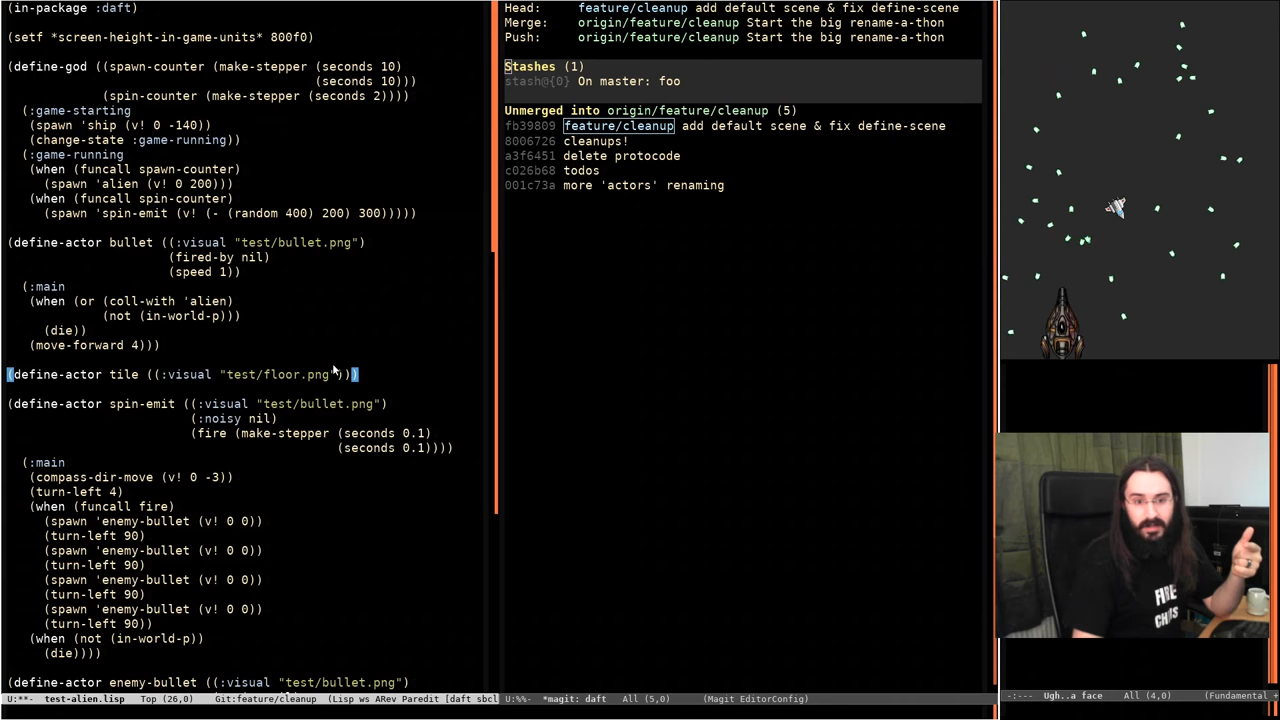 (in-package :daft)
(setf *screen-height-in-game-units* 800f0)
(define-god ((spawn-counter (make-stepper (seconds 10)
(seconds 10)))
(spin-counter (make-stepper (seconds 2))))
(:game-starting
(spawn 'ship (v! 0 -140))
(change-state :game-running))
(:game-running
(when (funcall spawn-counter)
(spawn 'alien (v! 0 200)))
(when (funcall spin-counter)
(spawn 'spin-emit (v! (- (random 400) 200) 300)))))
(define-actor bullet ((:visual "test/bullet.png")
(fired-by nil)
(speed 1))
(:main
(when (or (coll-with 'alien)
(not (in-world-p)))
(die))
(move-forward 4)))
(define-actor tile ((:visual "test/floor.png")))
(define-actor spin-emit ((:visual "test/bullet.png")
(:noisy nil)
(fire (make-stepper (seconds 0.1)
(seconds 0.1))))
(:main
(compass-dir-move (v! 0 -3))
(turn-left 4)
(when (funcall fire)
(spawn 'enemy-bullet (v! 0 0))
(turn-left 90)
(spawn 'enemy-bullet (v! 0 0))
(turn-left 90)
(spawn 'enemy-bullet (v! 0 0))
(turn-left 90)
(spawn 'enemy-bullet (v! 0 0))
(turn-left 90))
(when (not (in-world-p))
(die))))
(define-actor enemy-bullet ((:visual "test/bullet.png")
U:**- test-alien.lisp Top (26,0) Git:feature/cleanup (Lisp ws ARev Paredit [daft sbcl
Head: feature/cleanup add default scene & fix define-scene
Merge: origin/feature/cleanup Start the big rename-a-thon
Push: origin/feature/cleanup Start the big rename-a-thon
Stashes (1)
stash@{0} On master: foo
Unmerged into origin/feature/cleanup (5)
fb39809 feature/cleanup add default scene & fix define-scene
8006726 cleanups!
a3f6451 delete protocode
c026b68 todos
001c73a more 'actors' renaming
U:%%- *magit: daft All (5,0) (Magit EditorConfig)
-:--- Ugh..a face All (4,0) (Fundamental +